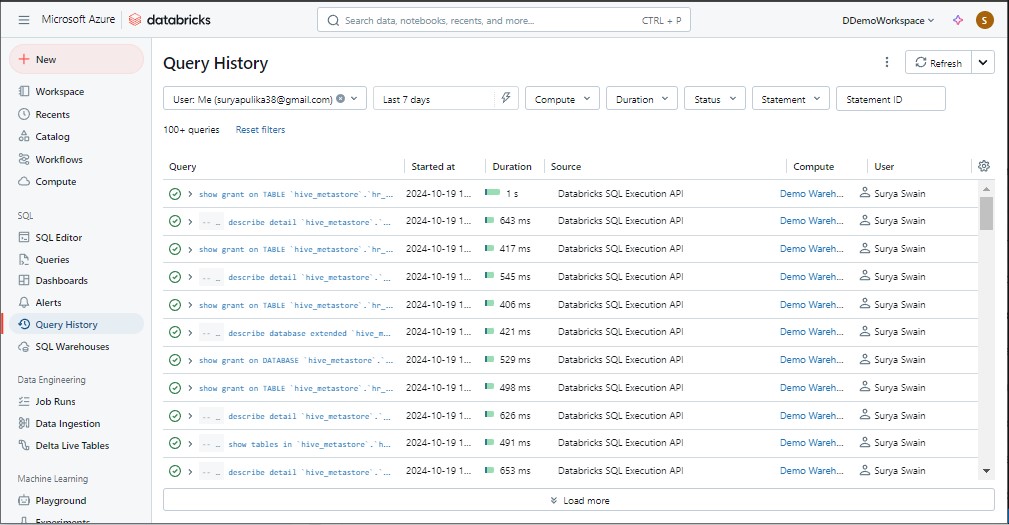 Microsoft Azure databricks Search data, notebooks, recents, and more... CTRL + P DDemoWorkspace S
New
Workspace
Recents
Catalog
Workflows
Compute
SQL
SQL Editor
Queries
Dashboards
Alerts
Query History
SQL Warehouses
Data Engineering
Job Runs
Data Ingestion
Delta Live Tables
Machine Learning
Playground
Experiments
Query History Refresh
User: Me (suryapulika38@gmail.com) Last 7 days Compute Duration Status Statement Statement ID
100+ queries Reset filters
Query Started at Duration Source Compute User
show grant on TABLE `hive_metastore`.`hr_... 2024-10-19 1... 1 s Databricks SQL Execution API Demo Wareh... Surya Swain
-- … describe detail `hive_metastore`.`... 2024-10-19 1... 643 ms Databricks SQL Execution API Demo Wareh... Surya Swain
show grant on TABLE `hive_metastore`.`hr_... 2024-10-19 1... 417 ms Databricks SQL Execution API Demo Wareh... Surya Swain
-- … describe detail `hive_metastore`.`... 2024-10-19 1... 545 ms Databricks SQL Execution API Demo Wareh... Surya Swain
show grant on TABLE `hive_metastore`.`hr_... 2024-10-19 1... 406 ms Databricks SQL Execution API Demo Wareh... Surya Swain
-- … describe database extended `hive_m... 2024-10-19 1... 421 ms Databricks SQL Execution API Demo Wareh... Surya Swain
show grant on DATABASE `hive_metastore`.`... 2024-10-19 1... 529 ms Databricks SQL Execution API Demo Wareh... Surya Swain
show grant on TABLE `hive_metastore`.`hr_... 2024-10-19 1... 498 ms Databricks SQL Execution API Demo Wareh... Surya Swain
-- … describe detail `hive_metastore`.`... 2024-10-19 1... 626 ms Databricks SQL Execution API Demo Wareh... Surya Swain
-- … show tables in `hive_metastore`.`h... 2024-10-19 1... 491 ms Databricks SQL Execution API Demo Wareh... Surya Swain
-- … describe detail `hive_metastore`.`... 2024-10-19 1... 653 ms Databricks SQL Execution API Demo Wareh... Surya Swain
Load more